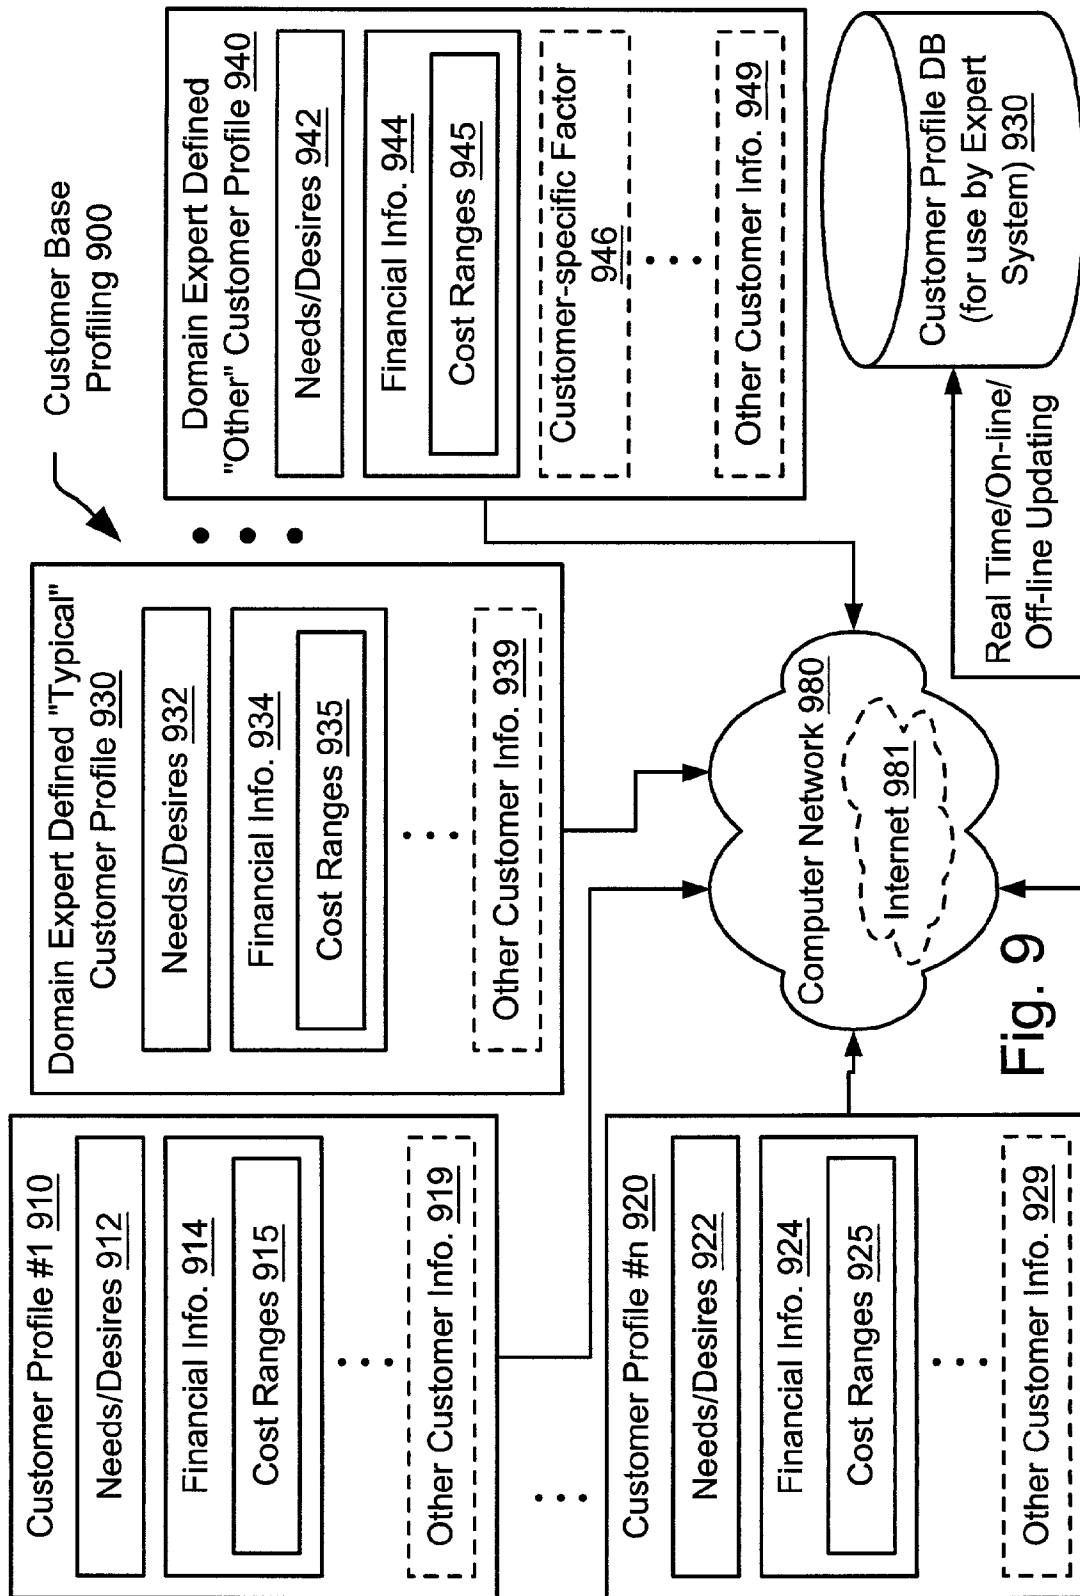 Customer Base
Profiling 900
Customer Profile #1 910
Needs/Desires 912
Financial Info. 914
Cost Ranges 915
Other Customer Info. 919
Domain Expert Defined "Typical"
Customer Profile 930
Needs/Desires 932
Financial Info. 934
Cost Ranges 935
Other Customer Info. 939
Domain Expert Defined
"Other" Customer Profile 940
Needs/Desires 942
Financial Info. 944
Cost Ranges 945
Customer-specific Factor
946
Other Customer Info. 949
Customer Profile #n 920
Needs/Desires 922
Financial Info. 924
Cost Ranges 925
Other Customer Info. 929
Computer Network 980
Internet 981
Real Time/On-line/
Off-line Updating
Customer Profile DB
(for use by Expert
System) 930
Fig. 9